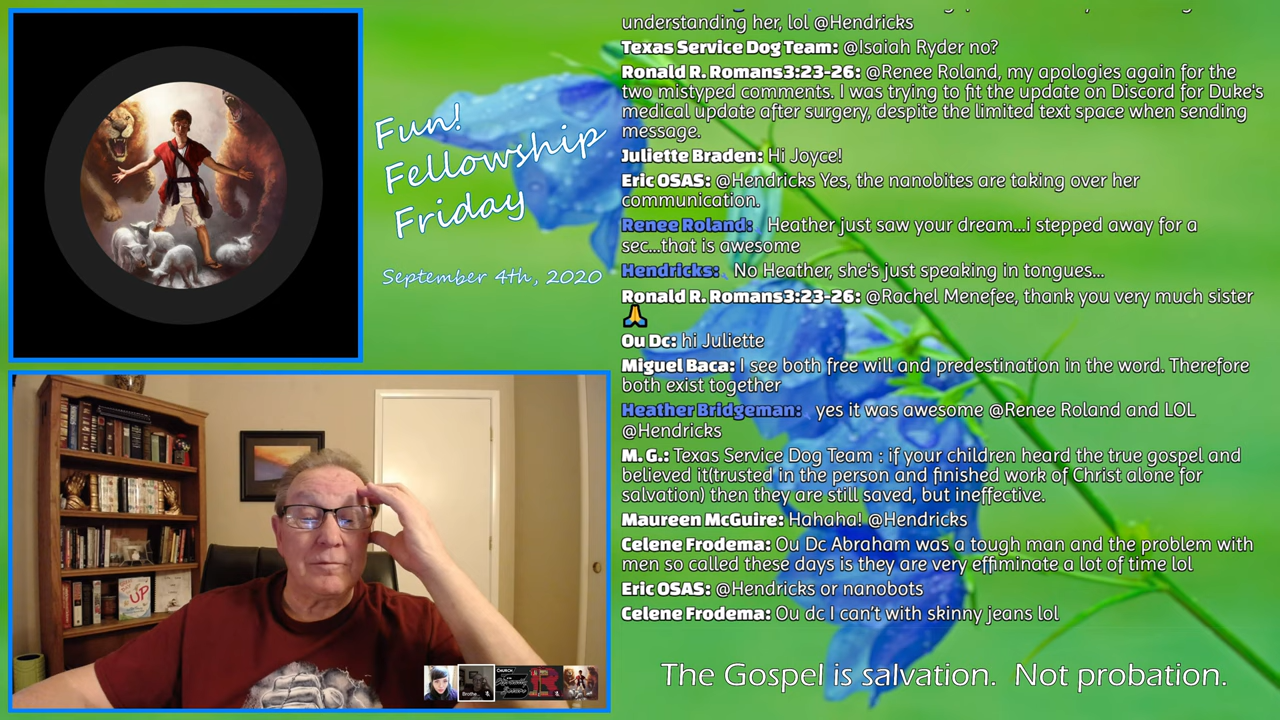 Fun!
Fellowship
Friday
September 4th, 2020
understanding her, lol @Hendricks
Texas Service Dog Team: @Isaiah Ryder no?
Ronald R. Romans3:23-26: @Renee Roland, my apologies again for the
two mistyped comments. I was trying to fit the update on Discord for Duke's
medical update after surgery, despite the limited text space when sending
message.
Juliette Braden: Hi Joyce!
Eric OSAS: @Hendricks Yes, the nanobites are taking over her
communication.
Renee Roland: Heather just saw your dream...i stepped away for a
sec...that is awesome
Hendricks: No Heather, she's just speaking in tongues...
Ronald R. Romans3:23-26: @Rachel Menefee, thank you very much sister
🙏
Ou Dc: hi Juliette
Miguel Baca: I see both free will and predestination in the word. Therefore
both exist together
Heather Bridgeman: yes it was awesome @Renee Roland and LOL
@Hendricks
M. G.: Texas Service Dog Team : if your children heard the true gospel and
believed it(trusted in the person and finished work of Christ alone for
salvation) then they are still saved, but ineffective.
Maureen McGuire: Hahaha! @Hendricks
Celene Frodema: Ou Dc Abraham was a tough man and the problem with
men so called these days is they are very effiminate a lot of time lol
Eric OSAS: @Hendricks or nanobots
Celene Frodema: Ou dc I can't with skinny jeans lol
UP
Brothe...
The Gospel is salvation. Not probation.